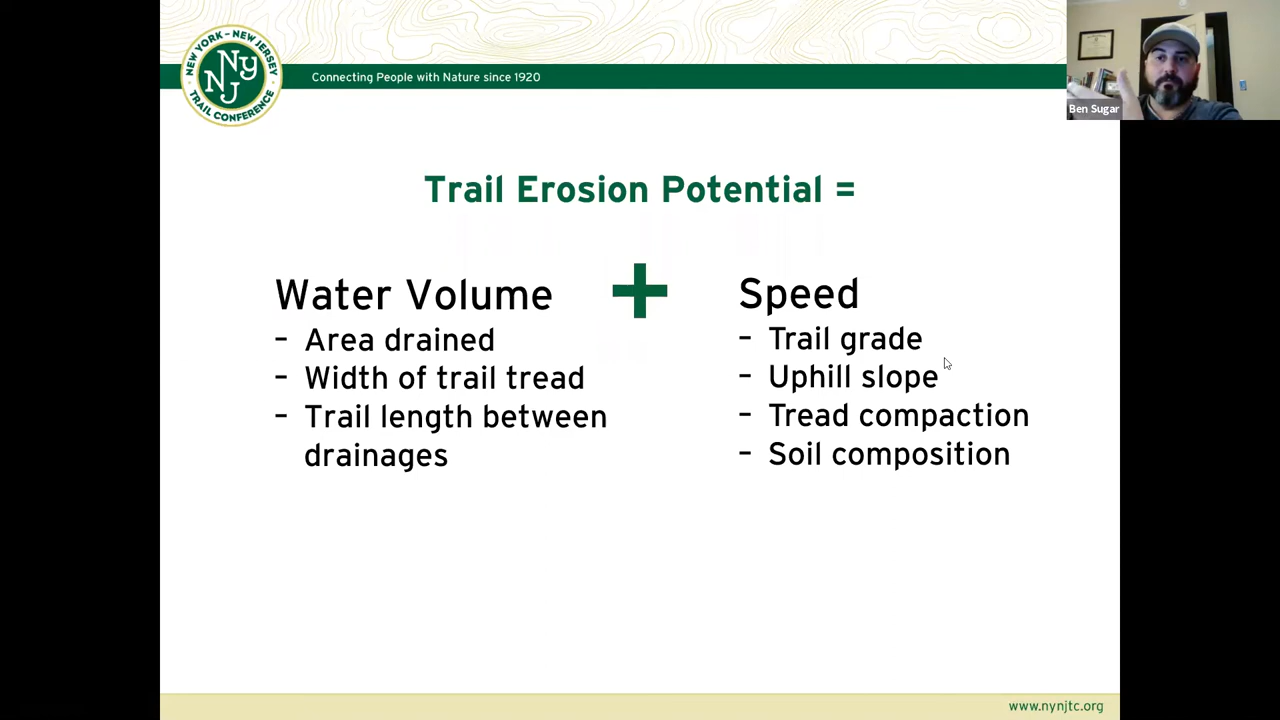 NEW YORK – NEW JERSEY
NY
NJ
TRAIL CONFERENCE
Connecting People with Nature since 1920
Ben Sugar
Trail Erosion Potential =
Water Volume
+
Speed
– Area drained
– Width of trail tread
– Trail length between
drainages
– Trail grade
– Uphill slope
– Tread compaction
– Soil composition
www.nynjtc.org